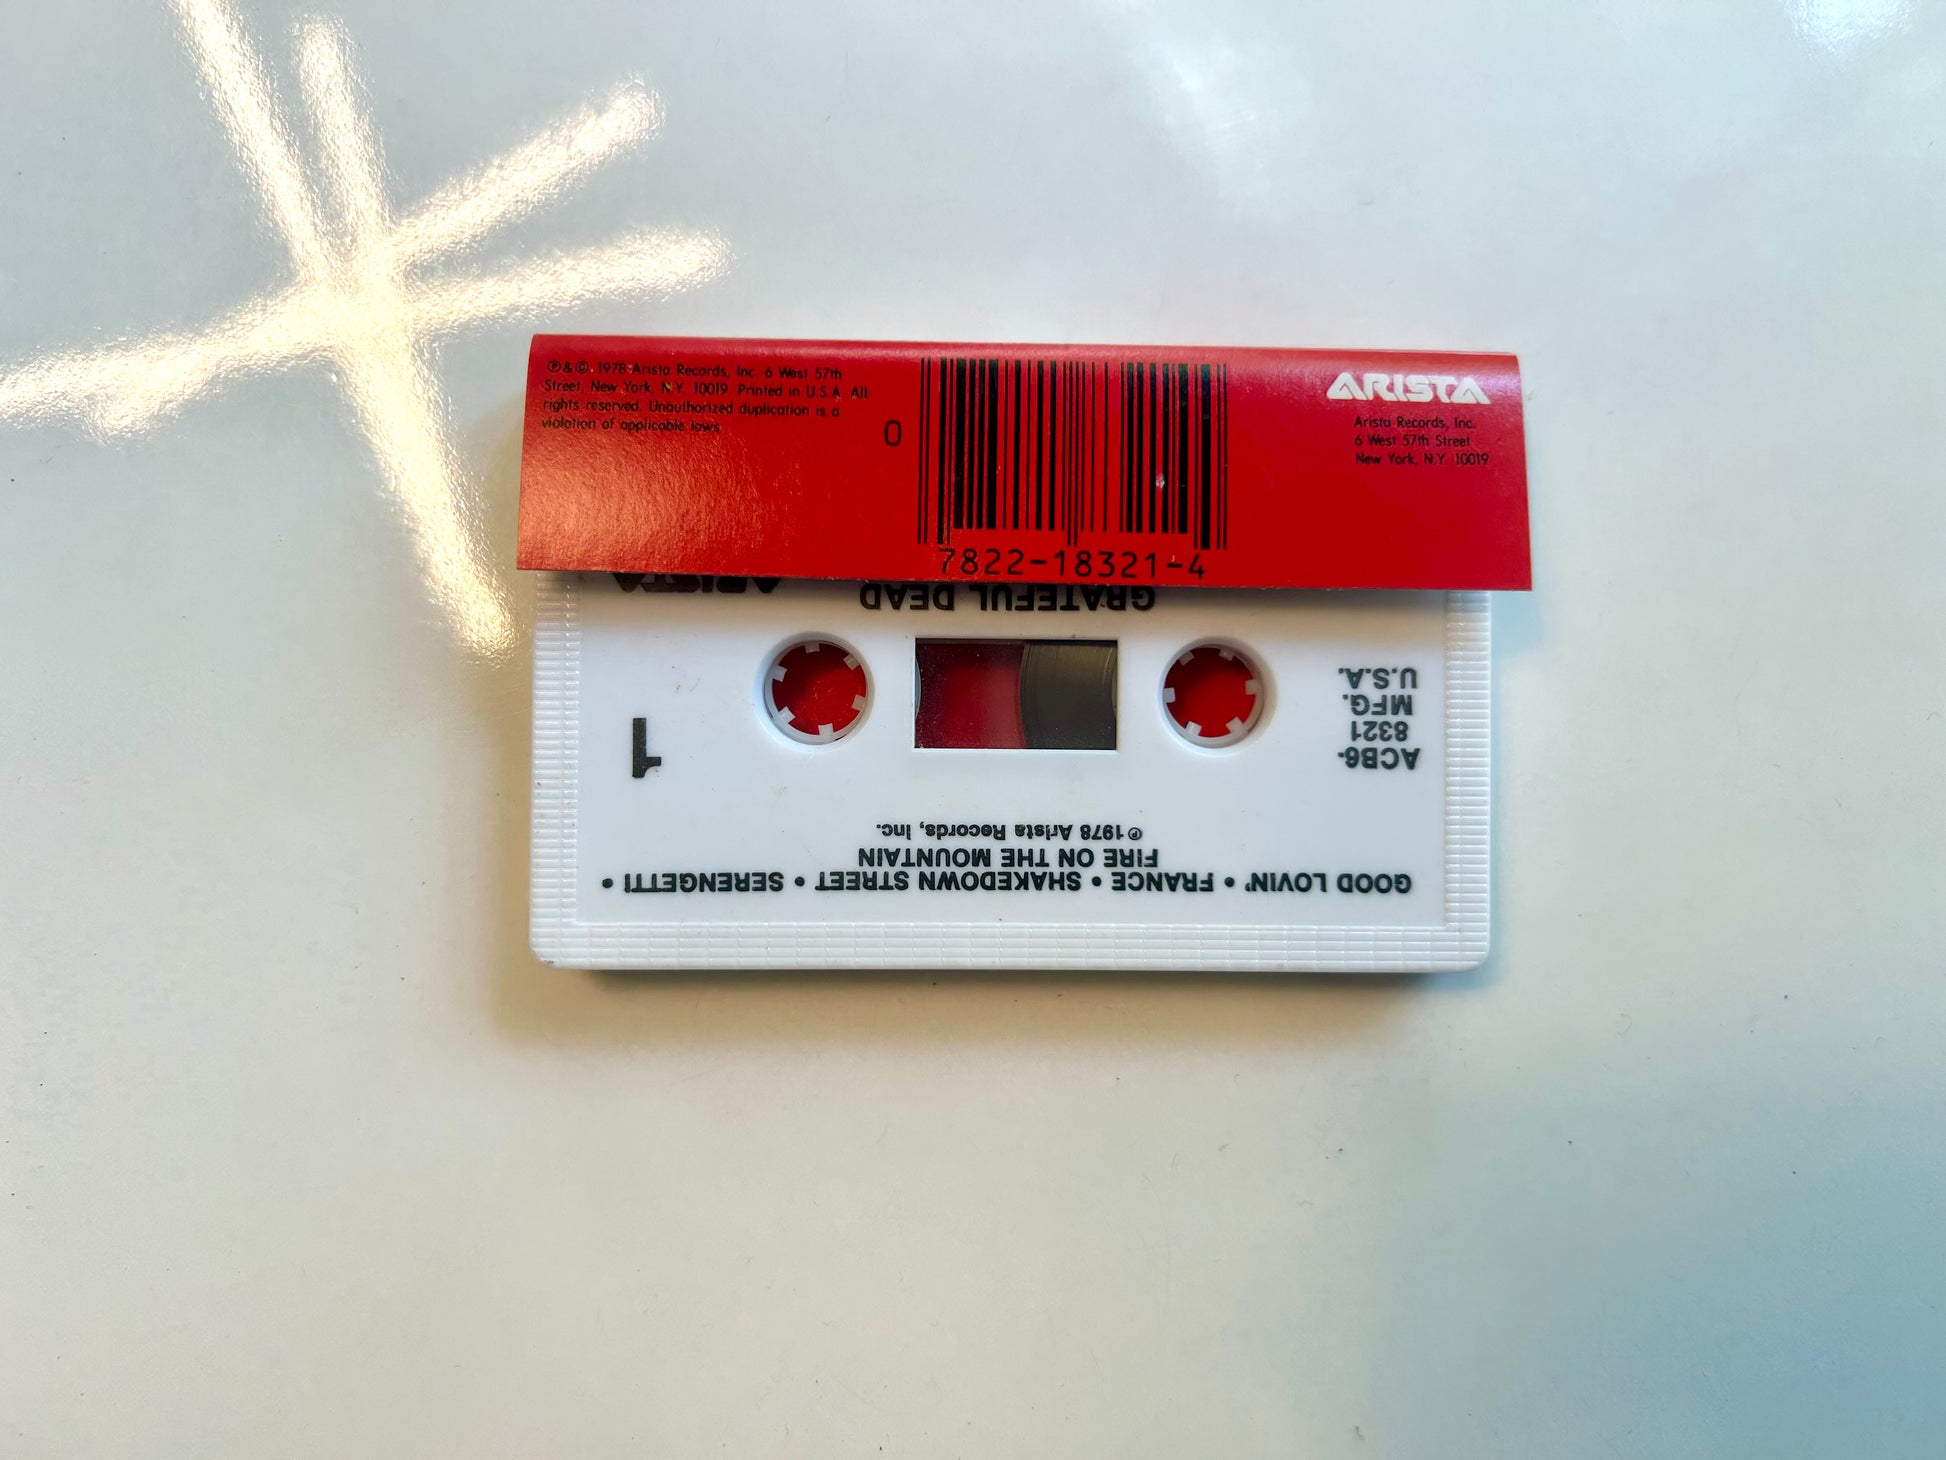 ℗&©. 1978 Arista Records, Inc. 6 West 57th
Street, New York, N.Y. 10019. Printed in U.S.A. All
rights reserved. Unauthorized duplication is a
violation of applicable laws.
0
7822-18321-4
ARISTA
Arista Records, Inc.
6 West 57th Street
New York, N.Y. 10019
ARISTA
GRATEFUL DEAD
ACB6-
8321
MFG.
U.S.A.
1
℗1978 Arista Records, Inc.
GOOD LOVIN' • FRANCE • SHAKEDOWN STREET • SERENGETTI •
FIRE ON THE MOUNTAIN